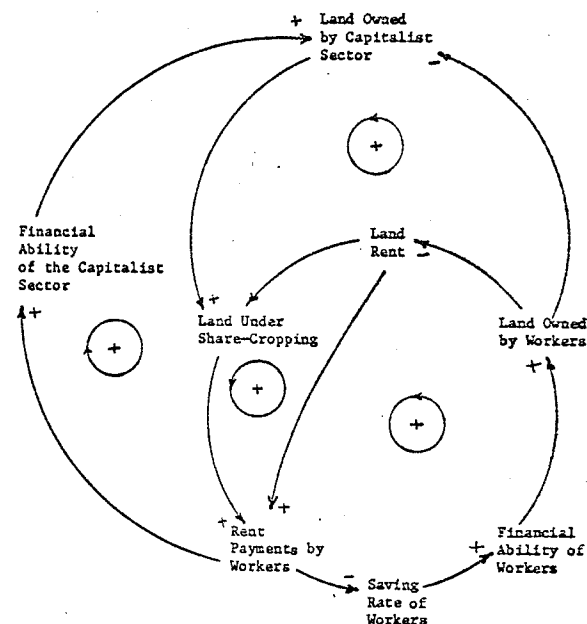 + Land Owned
by Capitalist
Sector
−
+
Land
Rent
−
Financial
Ability
of the Capitalist
Sector
+
+
+
Land Under
Share-Cropping
+
Land Owned
by Workers
+
+
+
+ Rent
Payments by
Workers
−
Saving
Rate of
Workers
+
Financial
Ability of
Workers